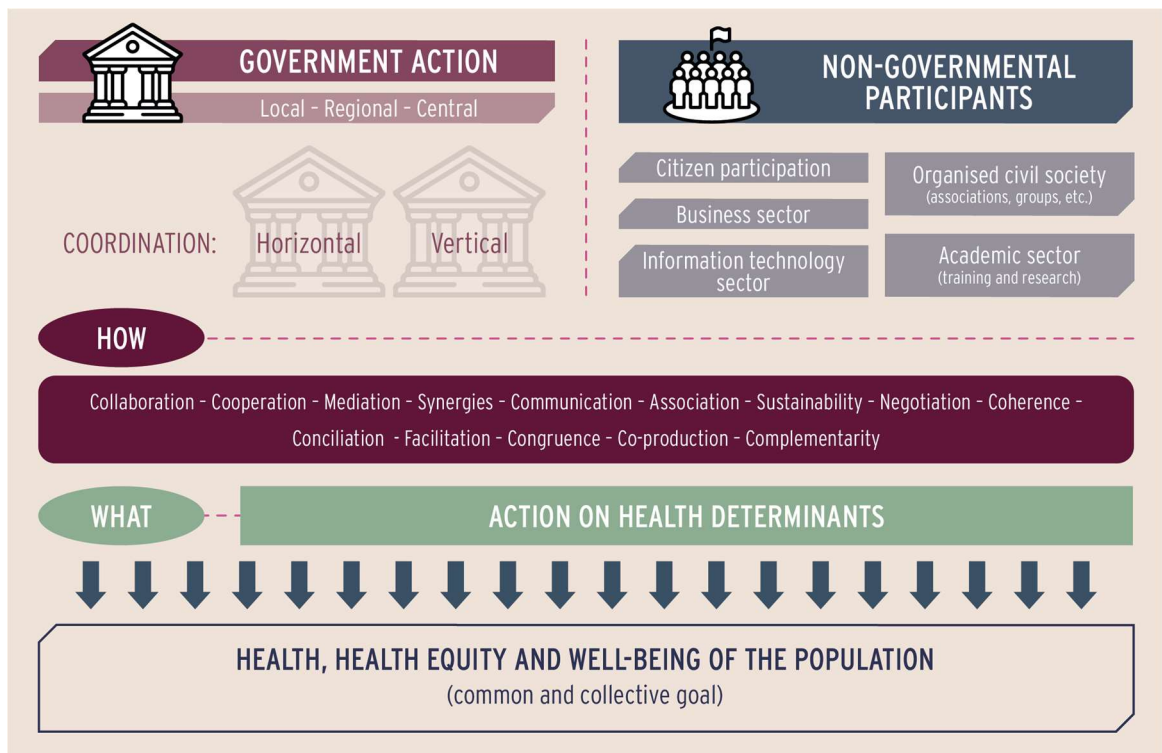 GOVERNMENT ACTION
Local - Regional - Central
COORDINATION:
Horizontal
Vertical
NON-GOVERNMENTAL
PARTICIPANTS
Citizen participation
Business sector
Information technology
sector
Organised civil society
(associations, groups, etc.)
Academic sector
(training and research)
HOW
Collaboration - Cooperation - Mediation - Synergies - Communication - Association - Sustainability - Negotiation - Coherence -
Conciliation - Facilitation - Congruence - Co-production - Complementarity
WHAT
ACTION ON HEALTH DETERMINANTS
HEALTH, HEALTH EQUITY AND WELL-BEING OF THE POPULATION
(common and collective goal)